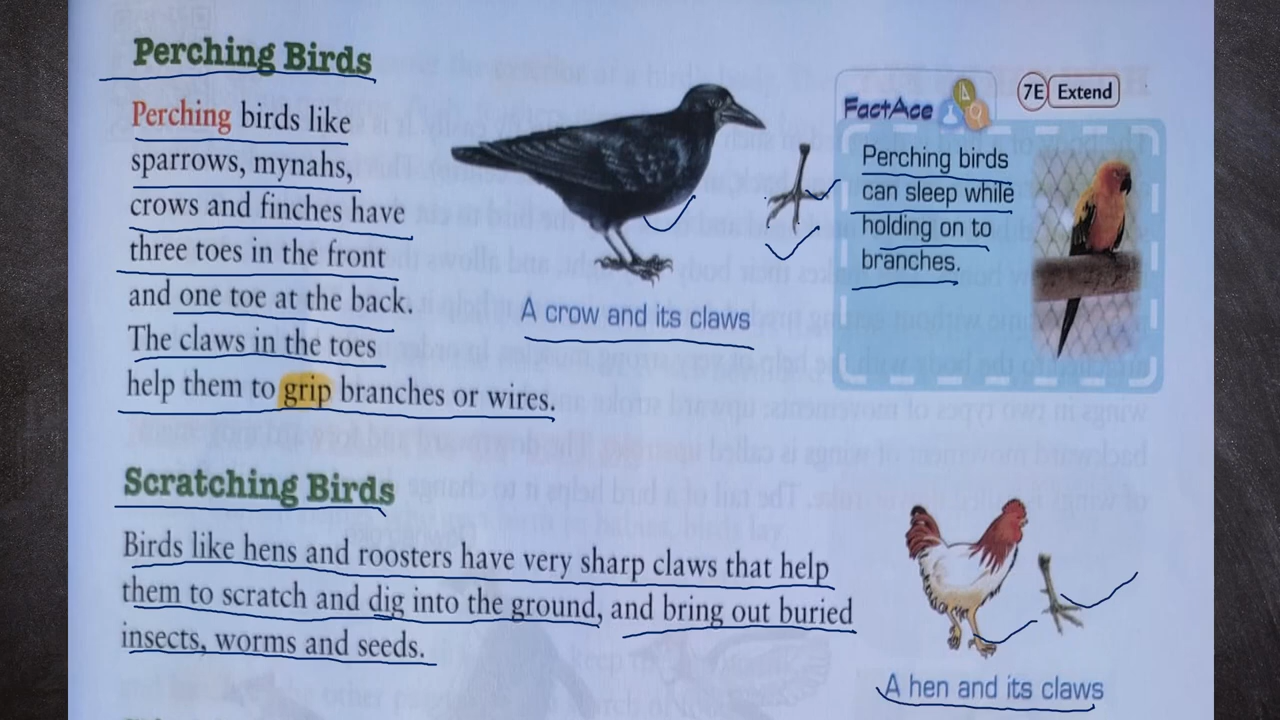 Perching Birds
Perching birds like
sparrows, mynahs,
crows and finches have
three toes in the front
and one toe at the back.
The claws in the toes
help them to grip branches or wires.
A crow and its claws
FactAce
7E Extend
Perching birds
can sleep while
holding on to
branches.
Scratching Birds
Birds like hens and roosters have very sharp claws that help
them to scratch and dig into the ground, and bring out buried
insects, worms and seeds.
A hen and its claws